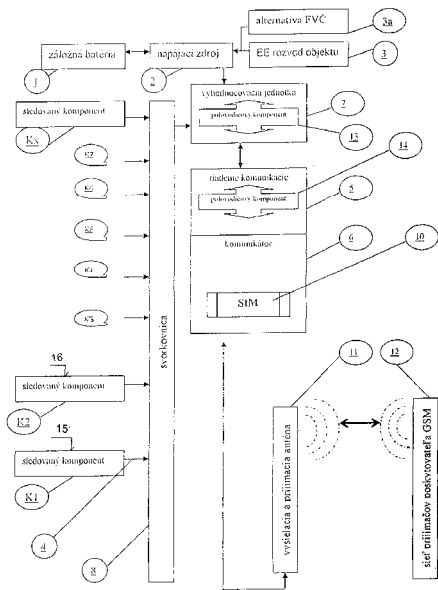 alternatíva FVČ
3a
záložná batéria
napájací zdroj
EE rozvod objektu
1
2
3
vyhodnocovacia jednotka
polovodičový komponent
7
13
sledovaný komponent
Kx
K7
K6
K5
K4
K3
14
riadenie komunikácie
polovodičový komponent
5
komunikátor
6
10
SIM
svorkovnica
16
sledovaný komponent
K2
15
sledovaný komponent
K1
4
8
11
12
vysielacia a prijímacia anténa
sieť prijímačov poskytovateľa GSM